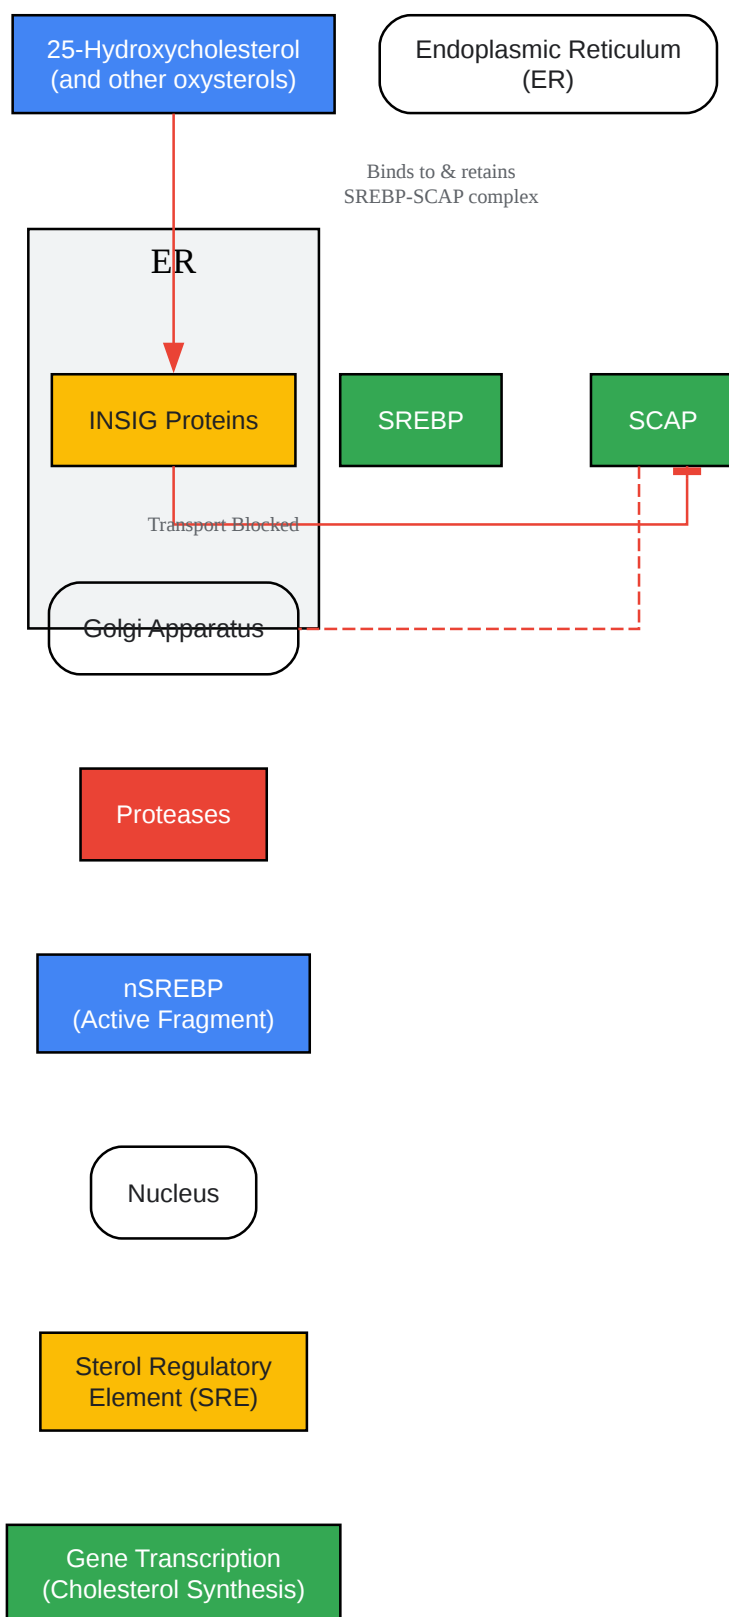 25-Hydroxycholesterol
(and other oxysterols)
Endoplasmic Reticulum
(ER)
Binds to & retains
SREBP-SCAP complex
ER
INSIG Proteins
SREBP
SCAP
Transport Blocked
Golgi Apparatus
Proteases
nSREBP
(Active Fragment)
Nucleus
Sterol Regulatory
Element (SRE)
Gene Transcription
(Cholesterol Synthesis)